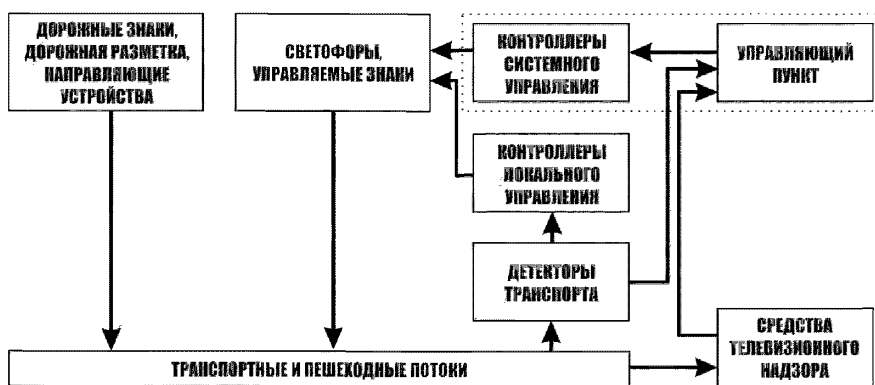 ДОРОЖНЫЕ ЗНАКИ,
ДОРОЖНАЯ РАЗМЕТКА,
НАПРАВЛЯЮЩИЕ
УСТРОЙСТВА
СВЕТОФОРЫ,
УПРАВЛЯЕМЫЕ ЗНАКИ
КОНТРОЛЛЕРЫ
СИСТЕМНОГО
УПРАВЛЕНИЯ
УПРАВЛЯЮЩИЙ
ПУНКТ
КОНТРОЛЛЕРЫ
ЛОКАЛЬНОГО
УПРАВЛЕНИЯ
ДЕТЕКТОРЫ
ТРАНСПОРТА
СРЕДСТВА
ТЕЛЕВИЗИОННОГО
НАДЗОРА
ТРАНСПОРТНЫЕ И ПЕШЕХОДНЫЕ ПОТОКИ